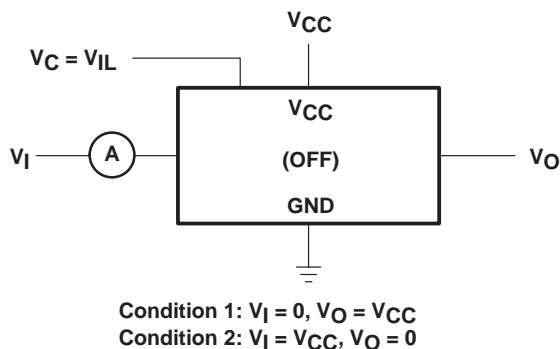 VCC
VC = VIL
VCC
VI
A
(OFF)
VO
GND
Condition 1: VI = 0, VO = VCC
Condition 2: VI = VCC, VO = 0